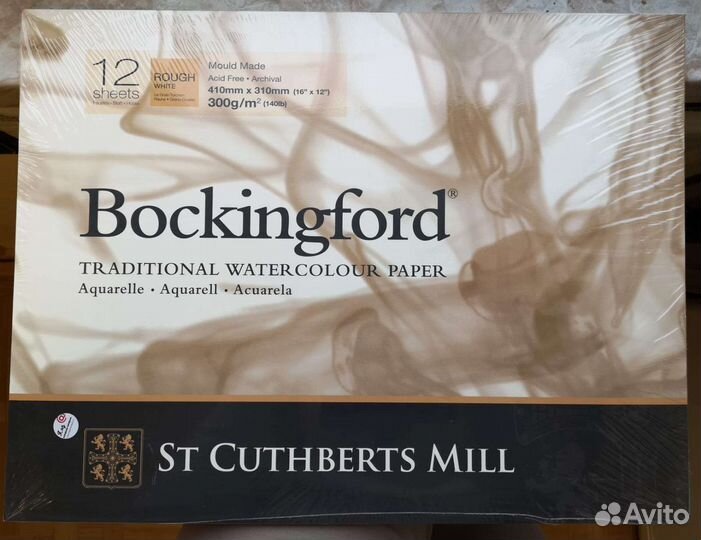 12
sheets
ROUGH
WHITE
Mould Made
Acid Free • Archival
410mm x 310mm (16" x 12")
300g/m² (140lb)
Bockingford®
TRADITIONAL WATERCOLOUR PAPER
Aquarelle • Aquarell • Acuarela
ST CUTHBERTS MILL
Avito